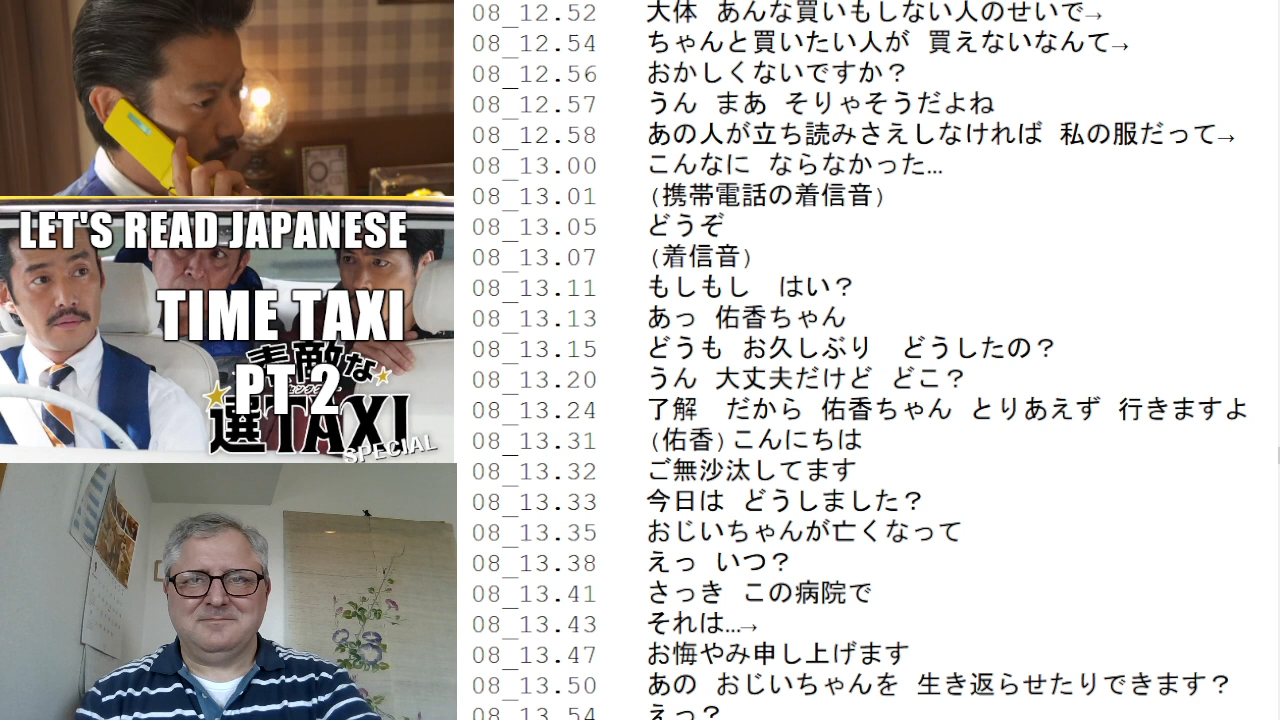 LET'S READ JAPANESE
TIME TAXI
PT 2
素敵な
選TAXI
SPECIAL
08_12.52 大体 あんな買いもしない人のせいで→
08_12.54 ちゃんと買いたい人が 買えないなんて→
08_12.56 おかしくないですか？
08_12.57 うん まあ そりゃそうだよね
08_12.58 あの人が立ち読みさえしなければ 私の服だって→
08_13.00 こんなに ならなかった…
08_13.01 (携帯電話の着信音)
08_13.05 どうぞ
08_13.07 (着信音)
08_13.11 もしもし はい？
08_13.13 あっ 佑香ちゃん
08_13.15 どうも お久しぶり どうしたの？
08_13.20 うん 大丈夫だけど どこ？
08_13.24 了解 だから 佑香ちゃん とりあえず 行きますよ
08_13.31 (佑香)こんにちは
08_13.32 ご無沙汰してます
08_13.33 今日は どうしました？
08_13.35 おじいちゃんが亡くなって
08_13.38 えっ いつ？
08_13.41 さっき この病院で
08_13.43 それは…→
08_13.47 お悔やみ申し上げます
08_13.50 あの おじいちゃんを 生き返らせたりできます？
08_13.54 えっ？